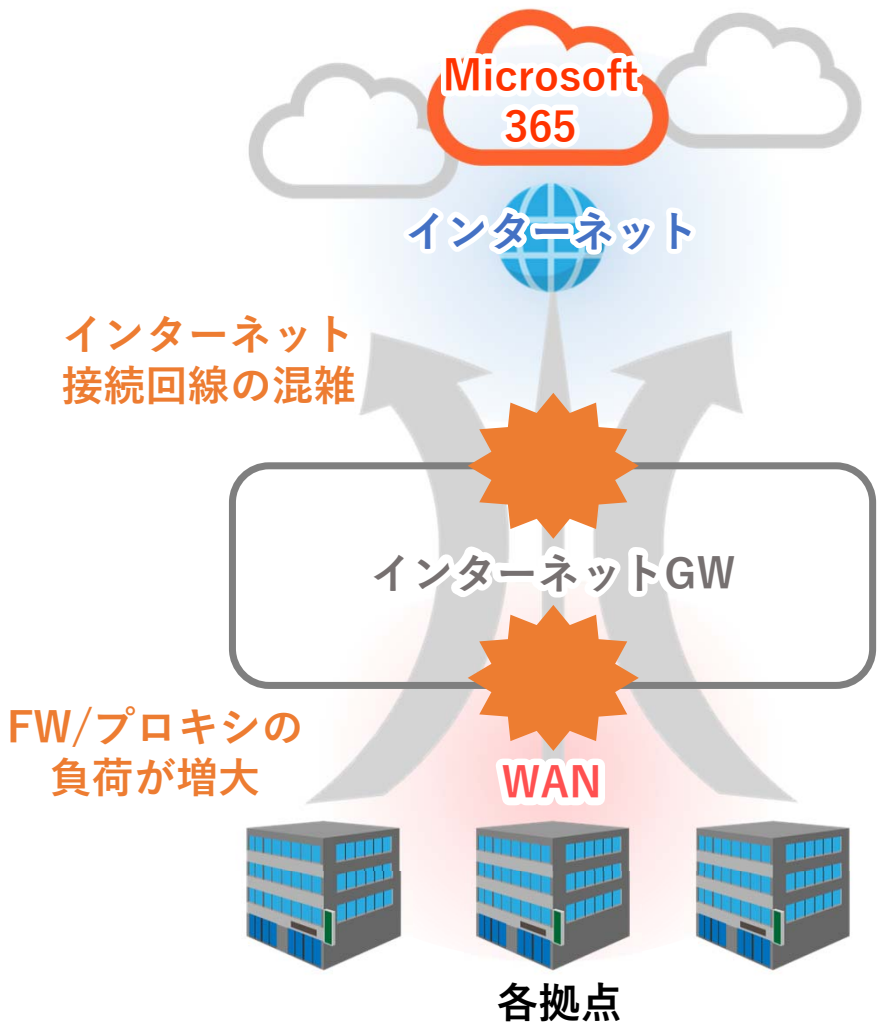 Microsoft
365
インターネット
インターネット
接続回線の混雑
インターネットGW
FW/プロキシの
負荷が増大
WAN
各拠点